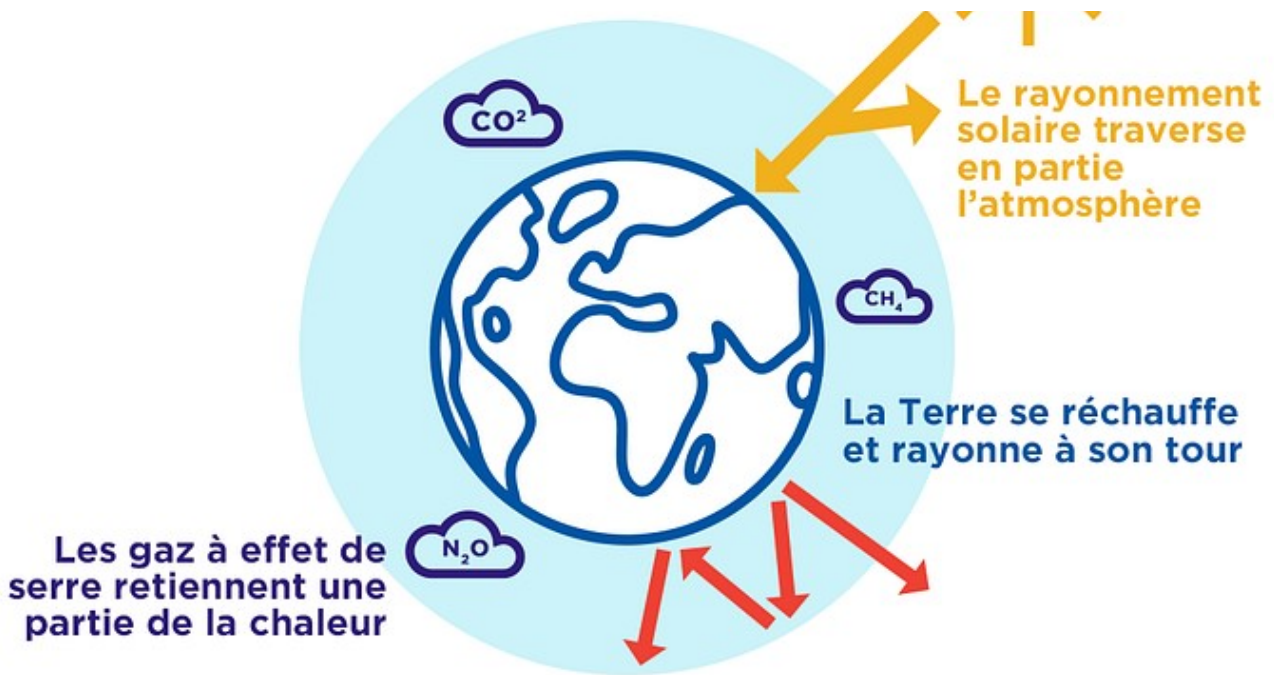 CO²
Le rayonnement
solaire traverse
en partie
l’atmosphère
CH₄
La Terre se réchauffe
et rayonne à son tour
N₂O
Les gaz à effet de
serre retiennent une
partie de la chaleur